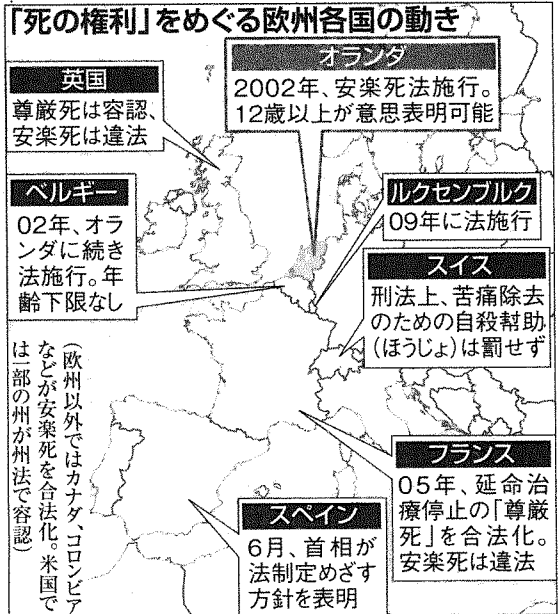 「死の権利」をめぐる欧州各国の動き
オランダ
2002年、安楽死法施行。
12歳以上が意思表明可能
英国
尊厳死は容認、
安楽死は違法
ベルギー
02年、オラ
ンダに続き
法施行。年
齢下限なし
ルクセンブルク
09年に法施行
スイス
刑法上、苦痛除去
のための自殺幇助
(ほうじょ)は罰せず
フランス
05年、延命治
療停止の「尊厳
死」を合法化。
安楽死は違法
スペイン
6月、首相が
法制定めざす
方針を表明
(欧州以外ではカナダ、コロンビア
などが安楽死を合法化。米国で
は一部の州が州法で容認)